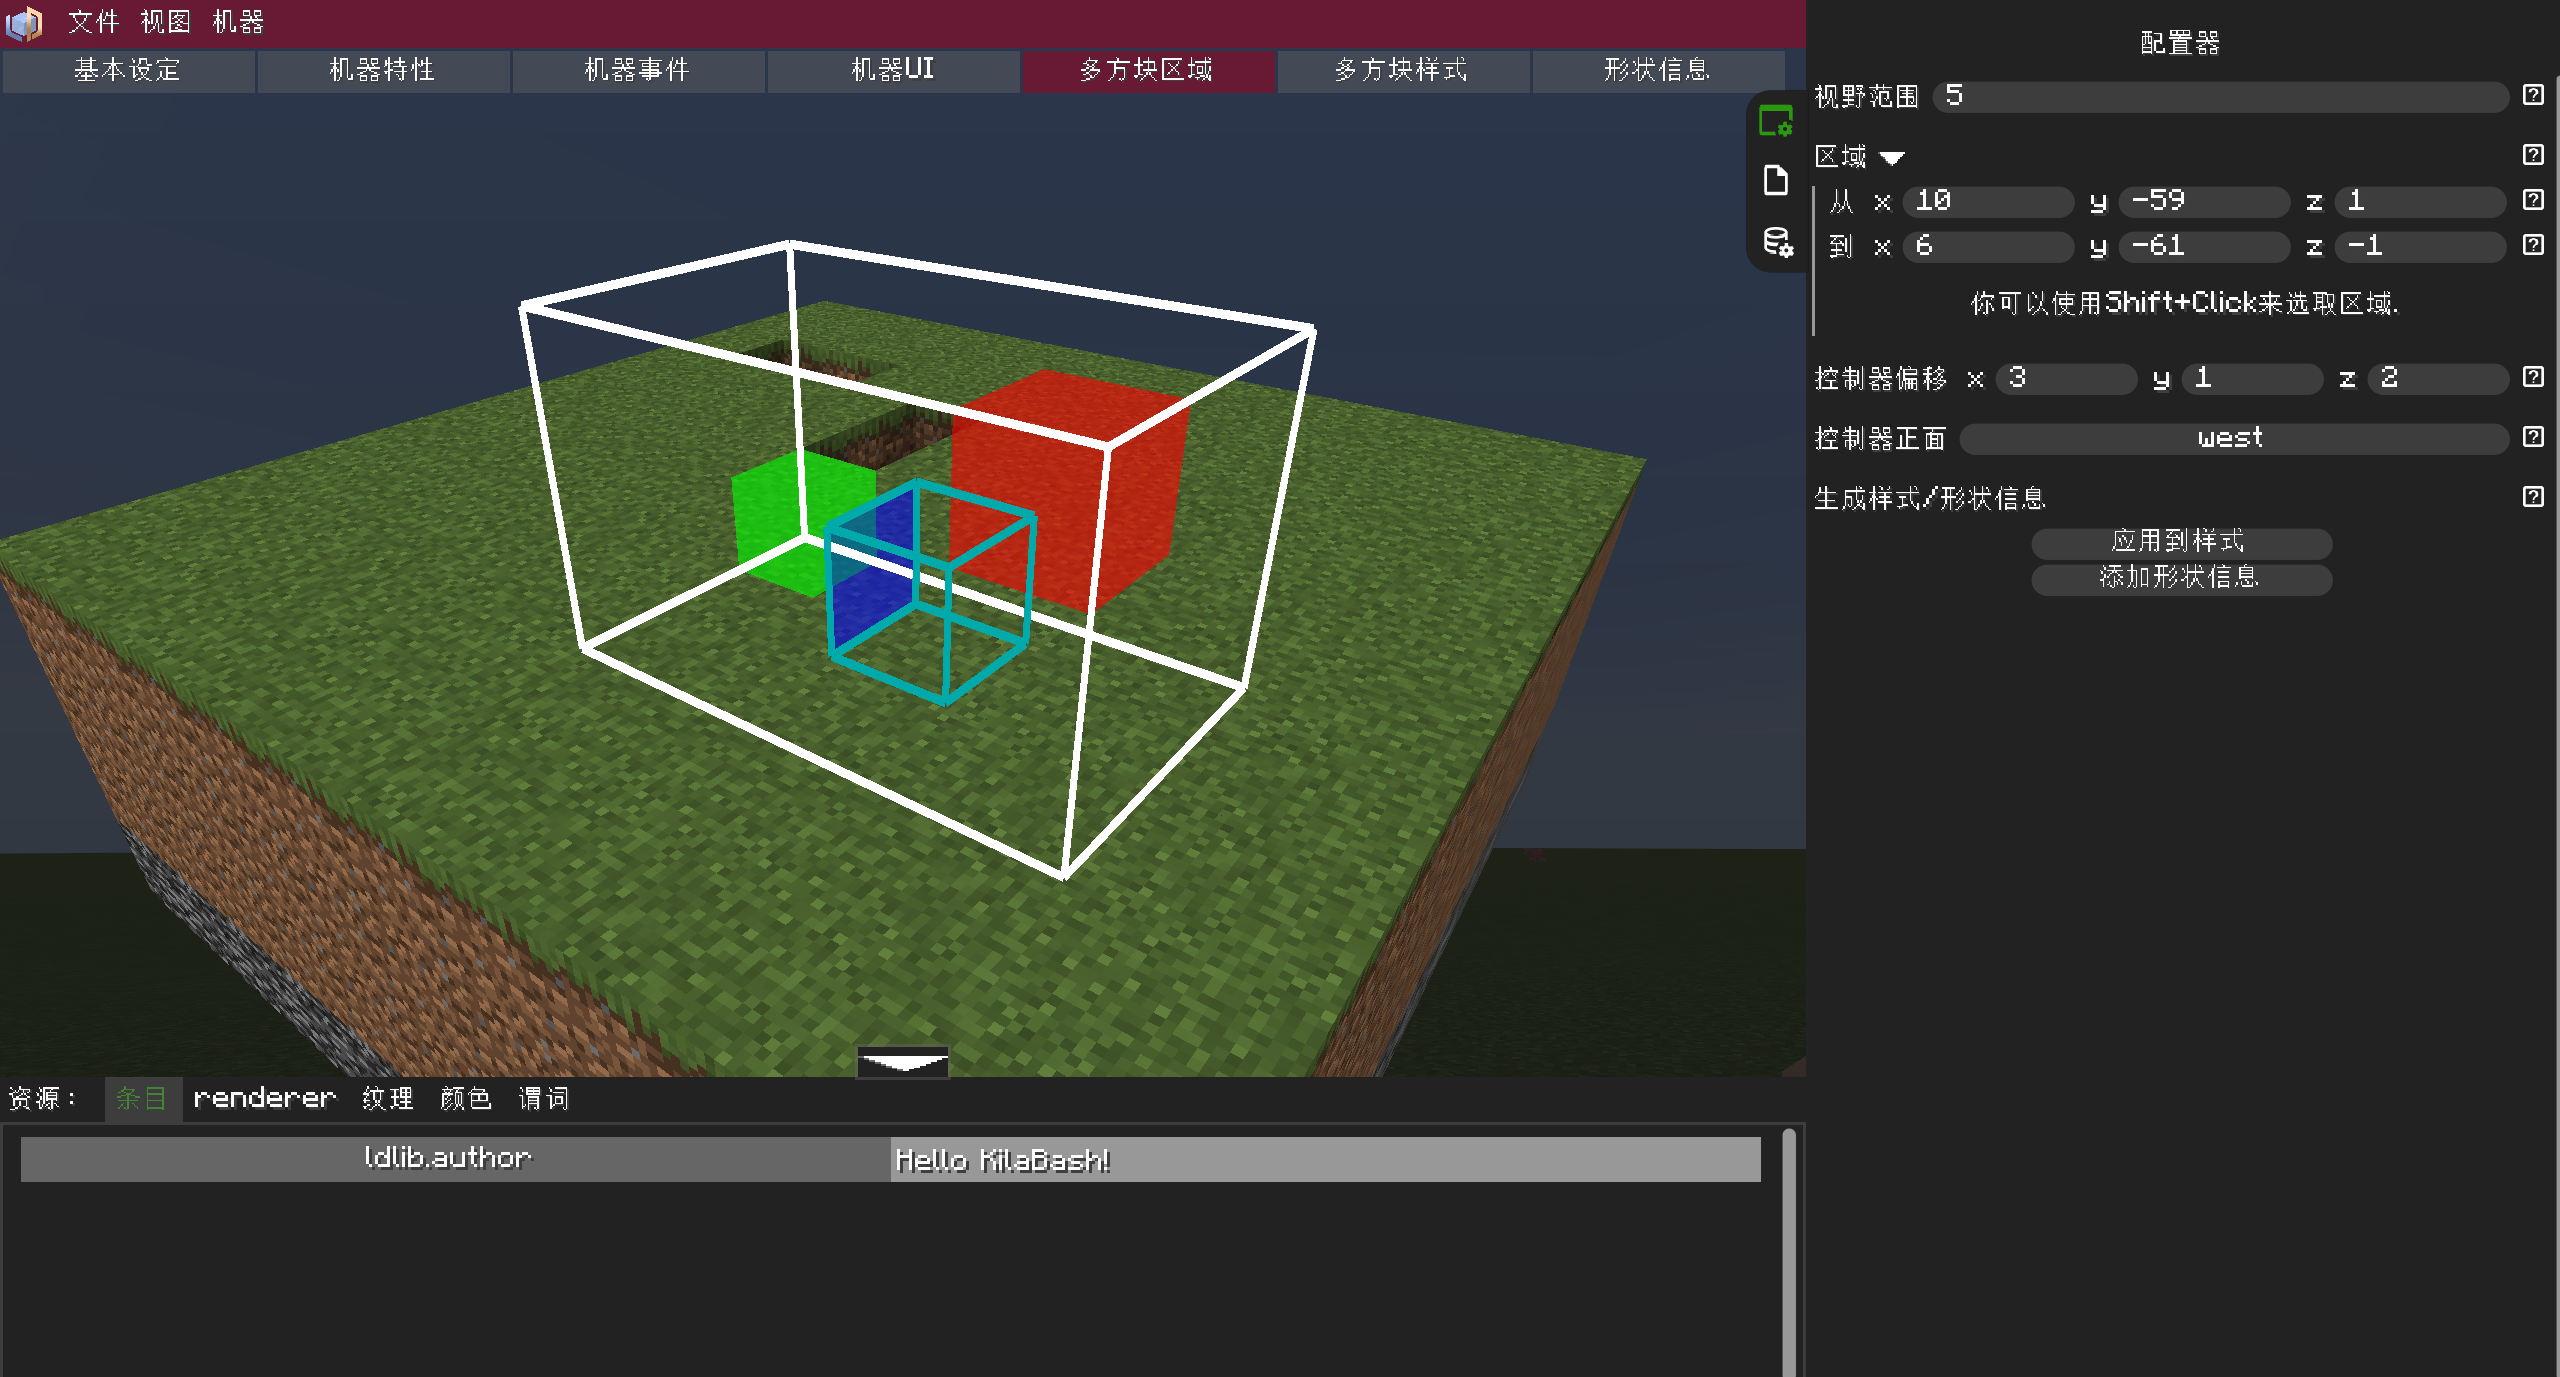 文件 视图 机器
基本设定 机器特性 机器事件 机器UI 多方块区域 多方块样式 形状信息
配置器
视野范围 5
区域
从 x 10 y -59 z 1
到 x 6 y -61 z -1
你可以使用Shift+Click来选取区域.
控制器偏移 x 3 y 1 z 2
控制器正面 west
生成样式/形状信息
应用到样式
添加形状信息
资源： 条目 renderer 纹理 颜色 谓词
ldlib.author Hello KilaBash!